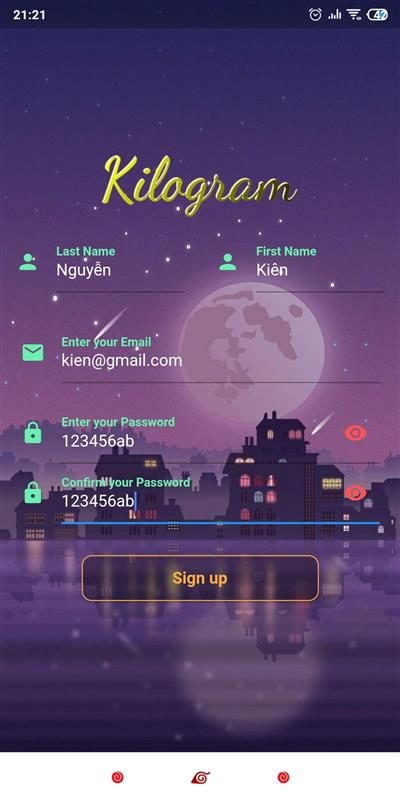 21:21
42
Kilogram
Last Name
First Name
Nguyễn
Kiên
Enter your Email
kien@gmail.com
Enter your Password
123456ab
Confirm your Password
123456ab
Sign up